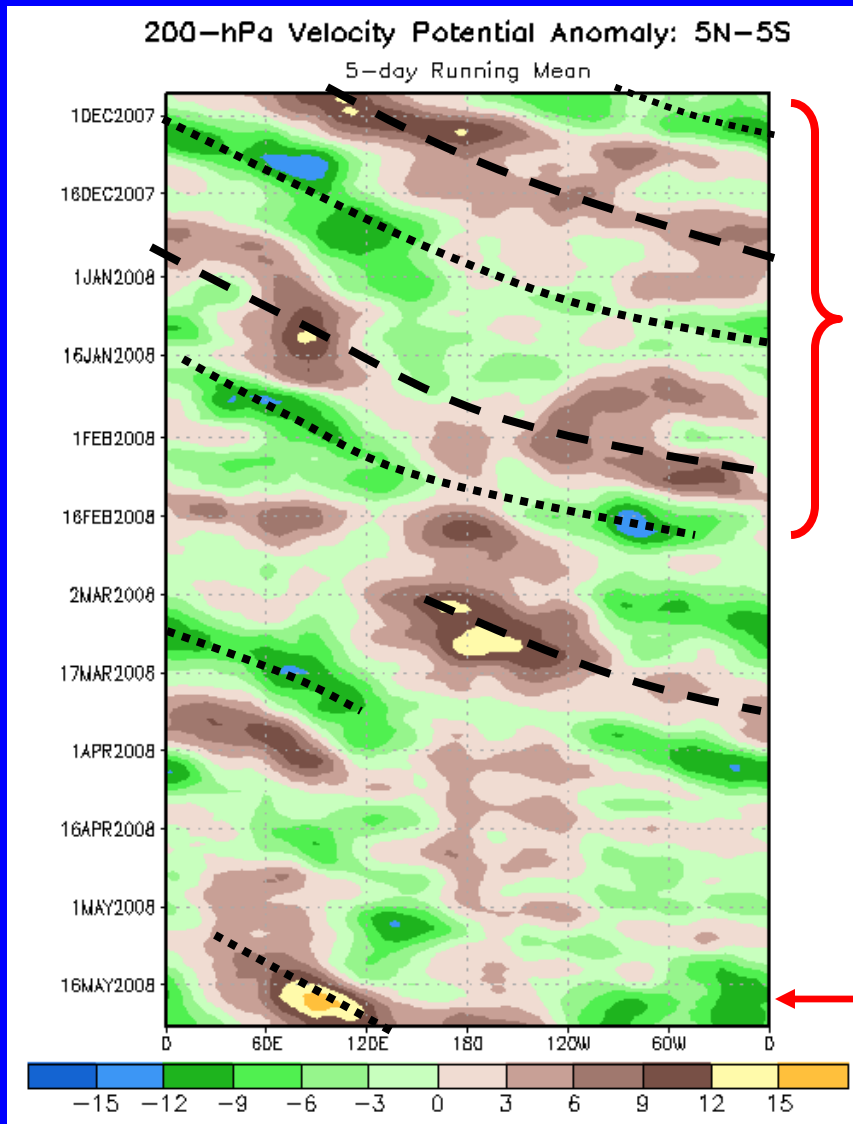 200-hPa Velocity Potential Anomaly: 5N-5S
5-day Running Mean
1DEC2007
16DEC2007
1JAN2008
16JAN2008
1FEB2008
16FEB2008
2MAR2008
17MAR2008
1APR2008
16APR2008
1MAY2008
16MAY2008
0 60E 120E 180 120W 60W 0
-15 -12 -9 -6 -3 0 3 6 9 12 15